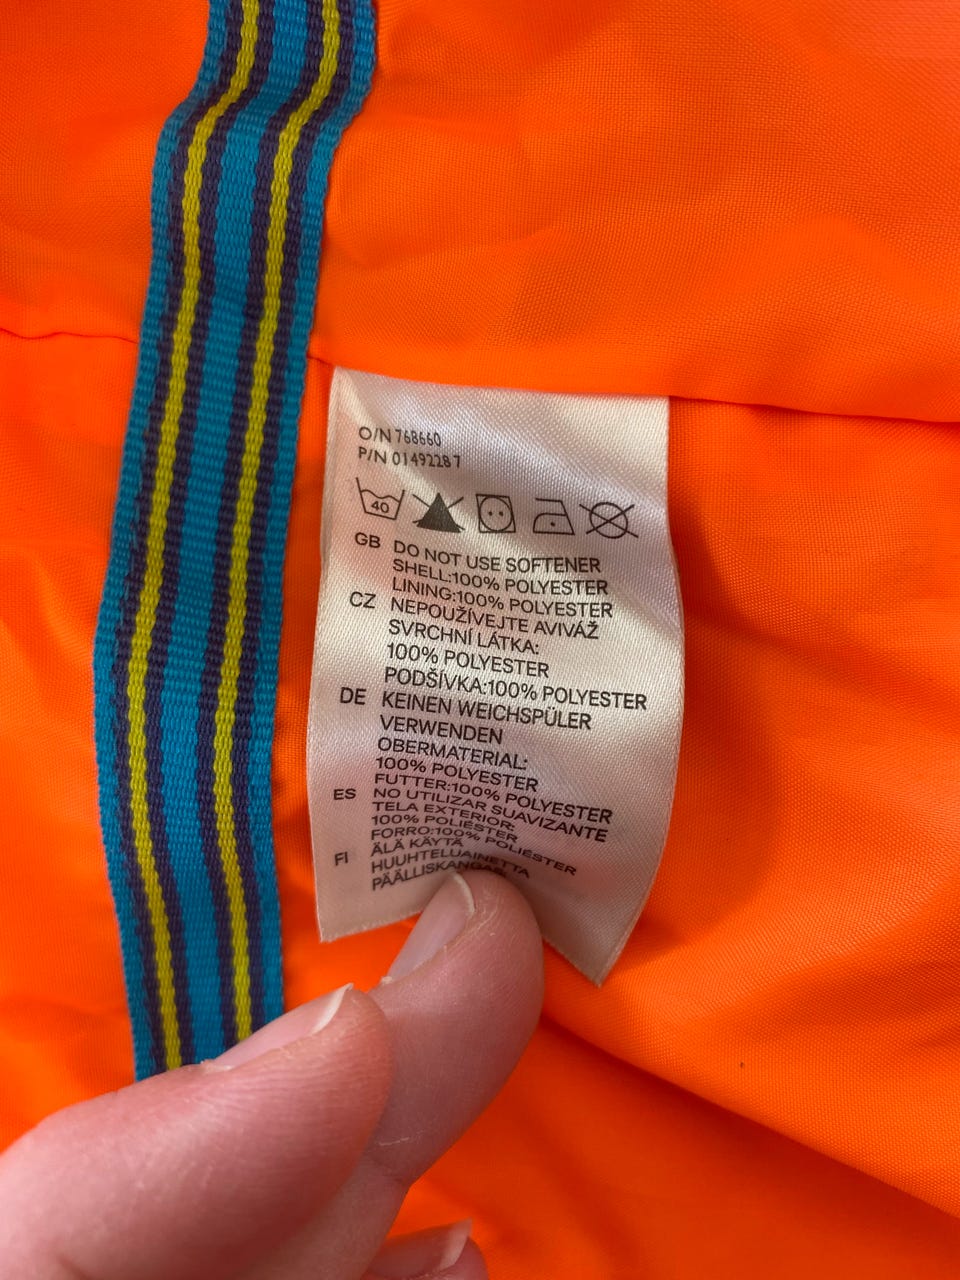 O/N 768660
P/N 01492287
40
GB DO NOT USE SOFTENER
SHELL:100% POLYESTER
LINING:100% POLYESTER
CZ NEPOUŽÍVEJTE AVIVÁŽ
SVRCHNÍ LÁTKA:
100% POLYESTER
PODŠÍVKA:100% POLYESTER
DE KEINEN WEICHSPÜLER
VERWENDEN
OBERMATERIAL:
100% POLYESTER
FUTTER:100% POLYESTER
ES NO UTILIZAR SUAVIZANTE
TELA EXTERIOR:
100% POLIÉSTER
FORRO:100% POLIÉSTER
FI ÄLÄ KÄYTÄ
HUUHTELUAINETTA
PÄÄLLISKANGAS